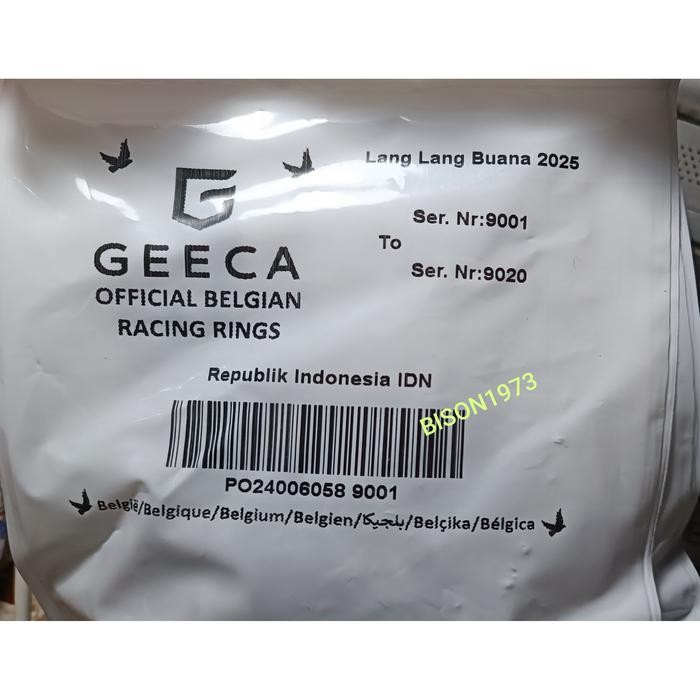 Lang Lang Buana 2025
Ser. Nr:9001
To
Ser. Nr:9020
GEECA
OFFICIAL BELGIAN
RACING RINGS
Republik Indonesia IDN
BISON1973
PO24006058 9001
België/Belgique/Belgium/Belgien/بلجيكا/Belçika/Bélgica